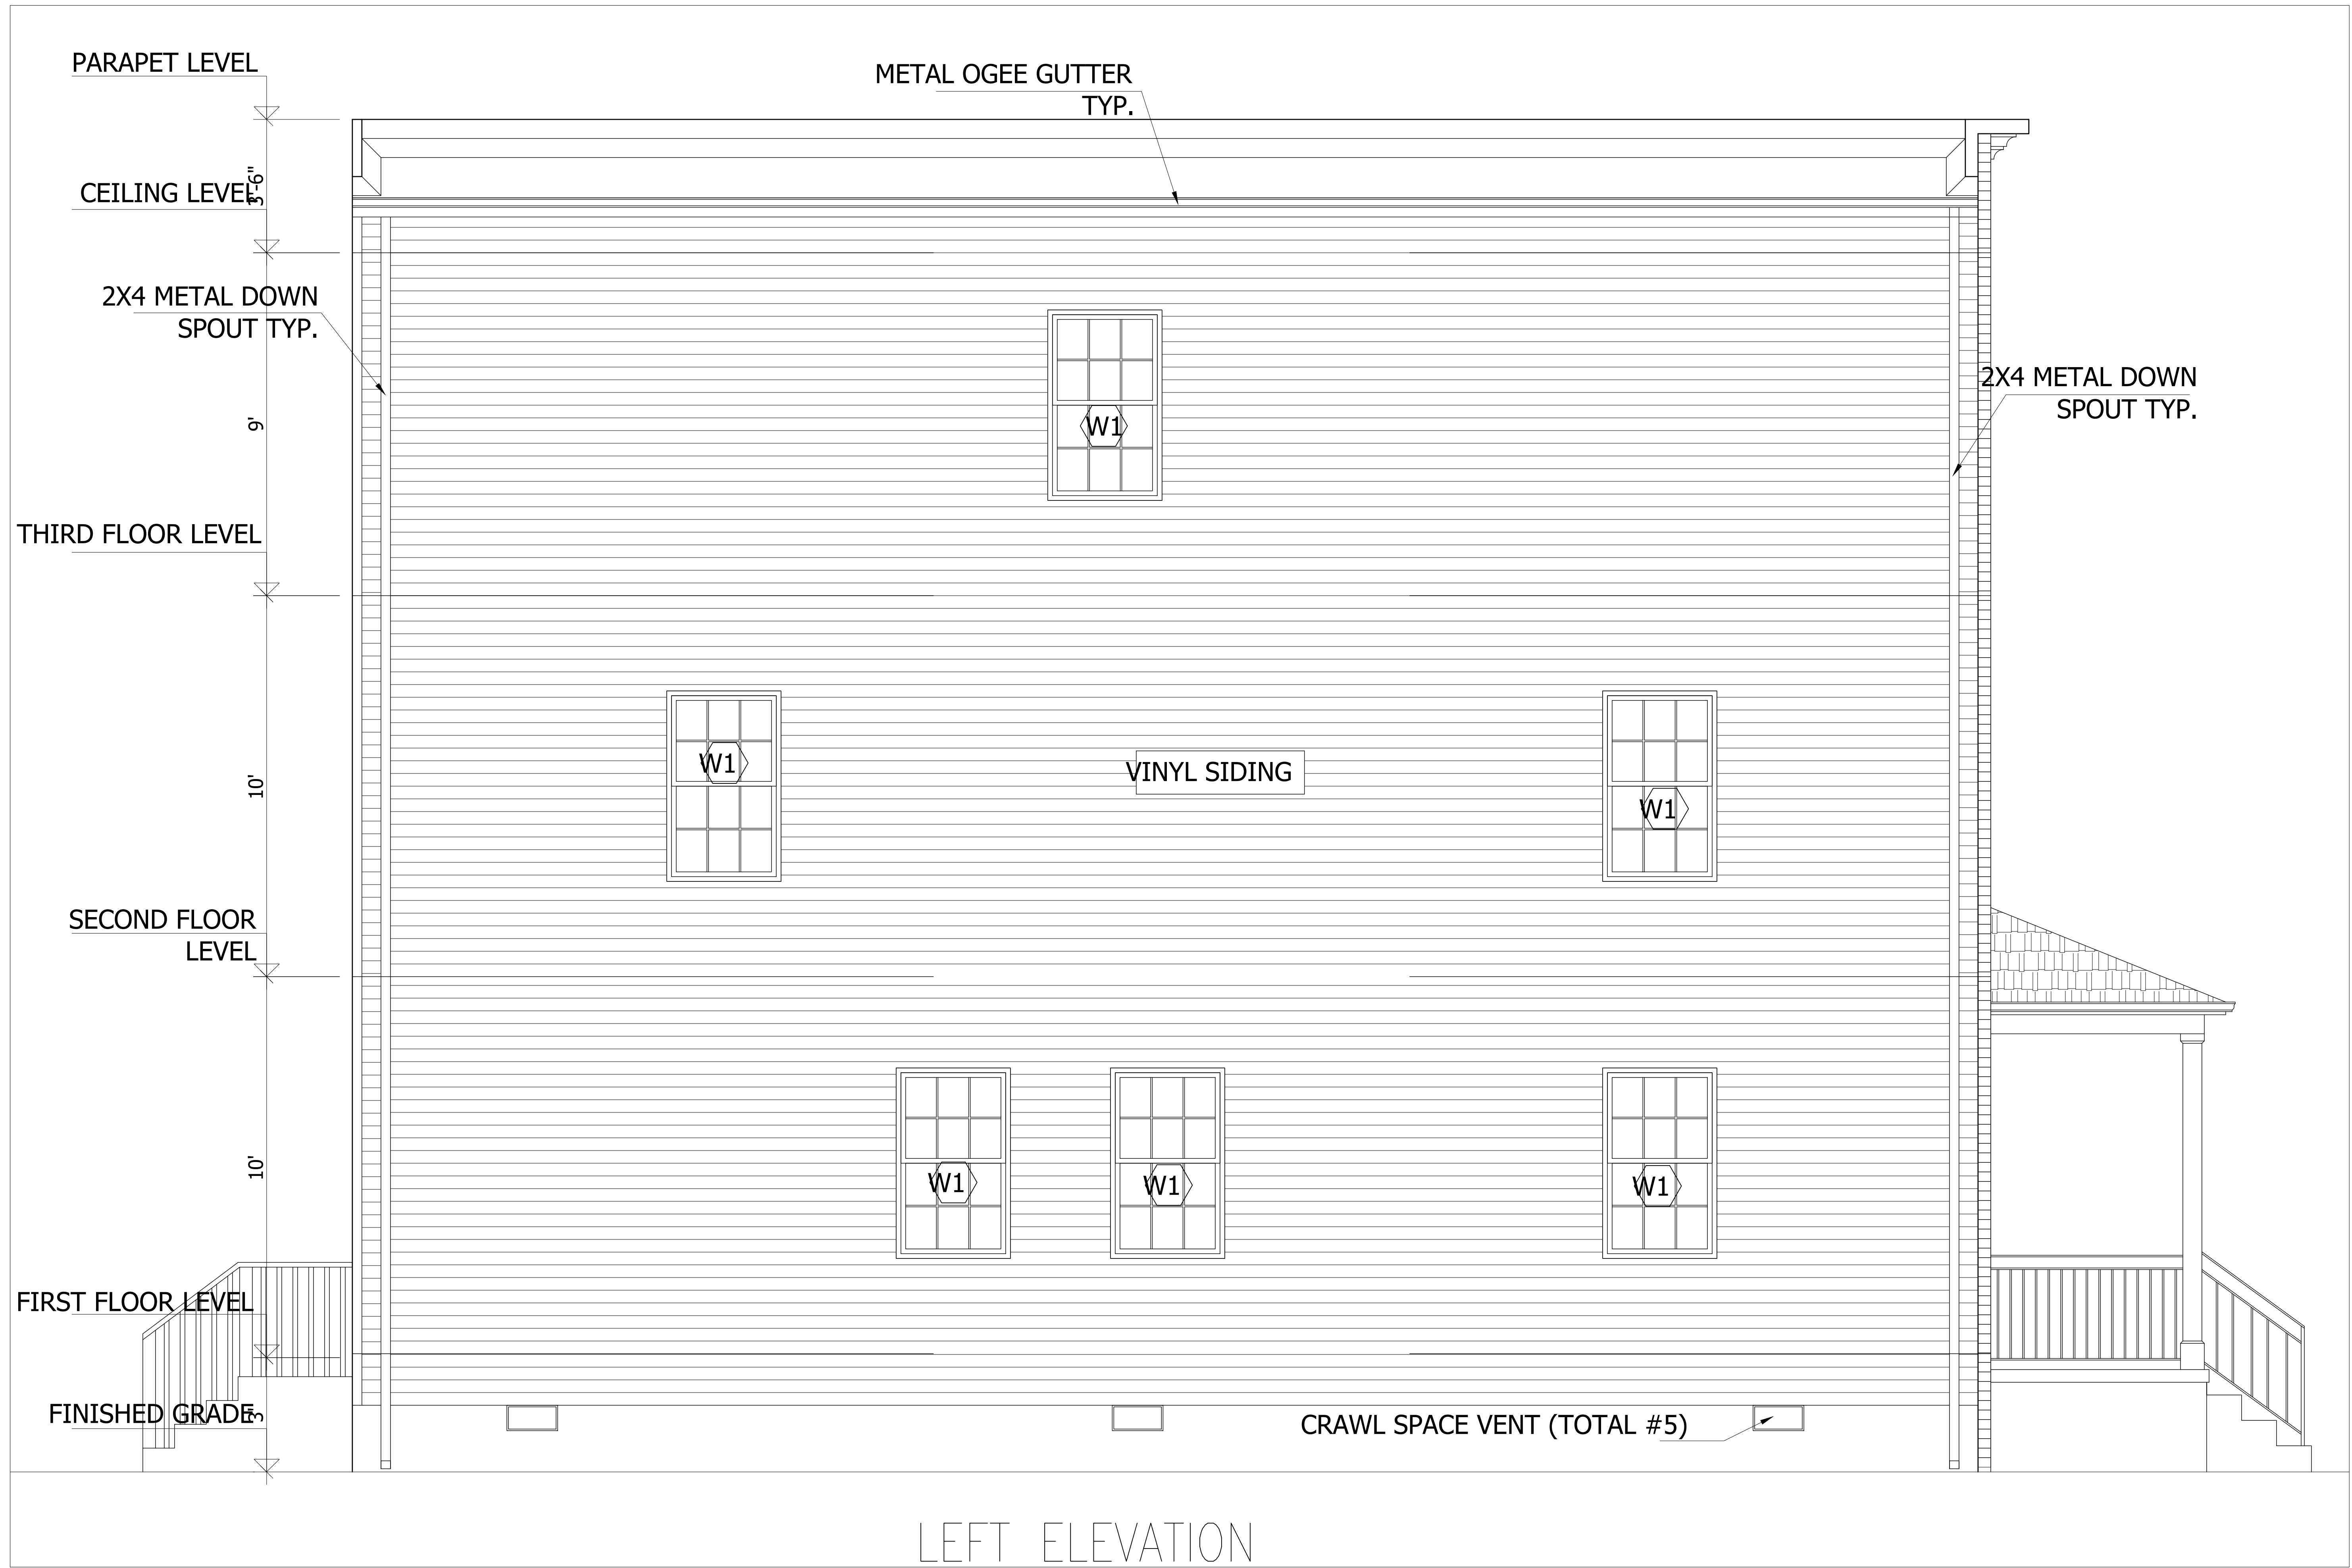 PARAPET LEVEL
METAL OGEE GUTTER
TYP.
3'-6"
CEILING LEVEL
2X4 METAL DOWN
SPOUT TYP.
2X4 METAL DOWN
SPOUT TYP.
9'
W1
THIRD FLOOR LEVEL
10'
W1
VINYL SIDING
W1
SECOND FLOOR
LEVEL
10'
W1
W1
W1
FIRST FLOOR LEVEL
FINISHED GRADE
3'
CRAWL SPACE VENT (TOTAL #5)
LEFT ELEVATION